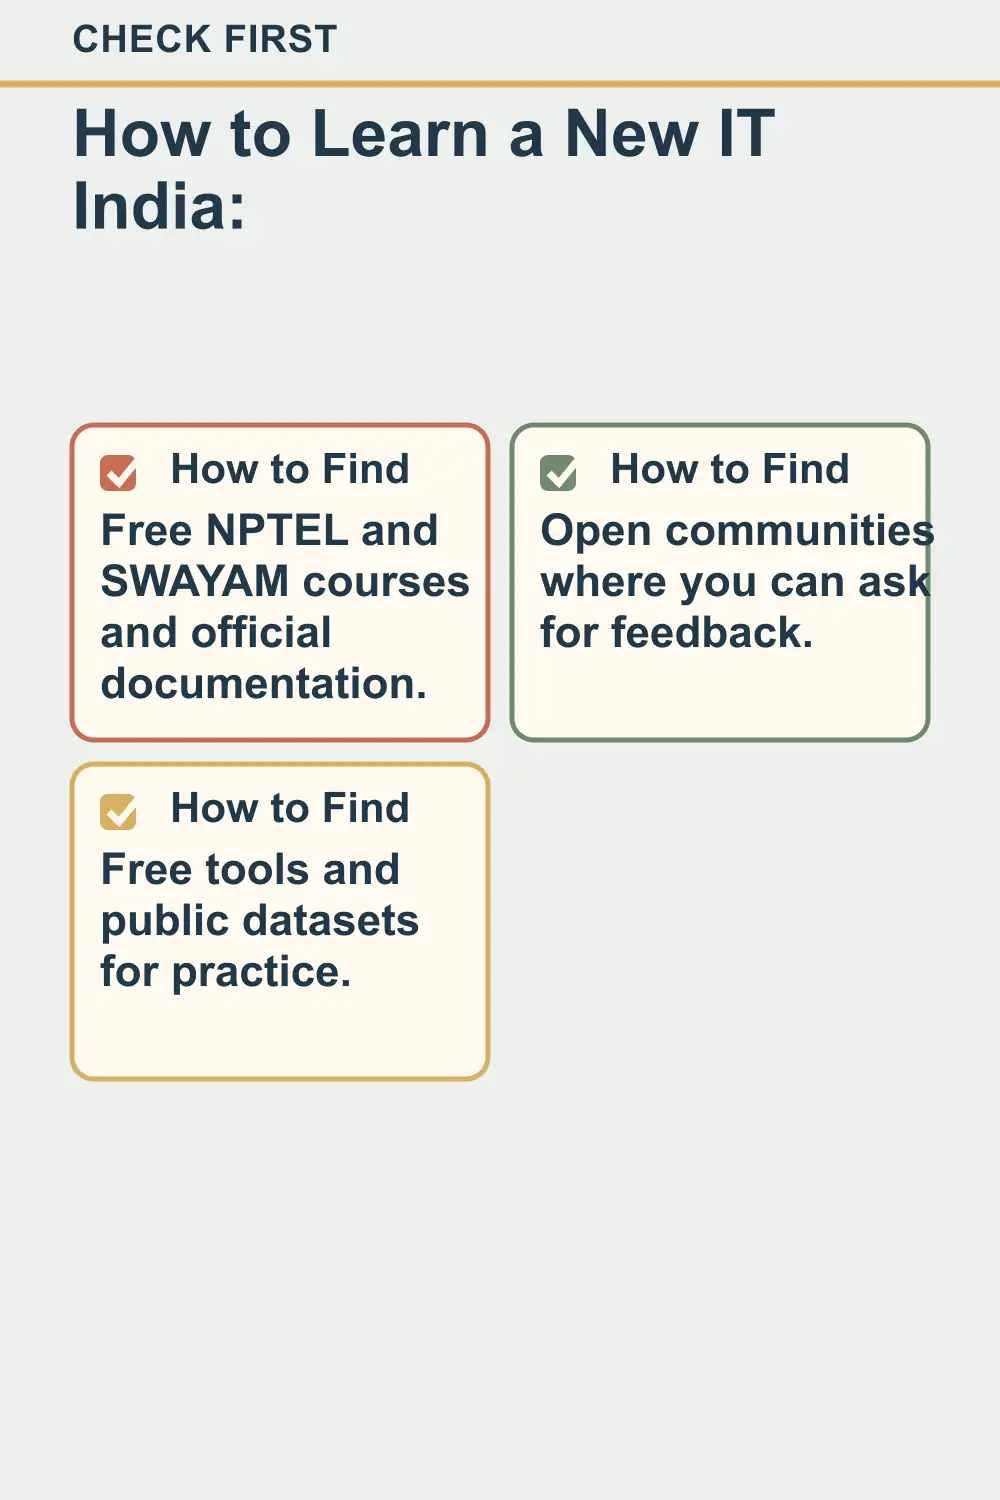 CHECK FIRST
How to Learn a New IT
India:
How to Find
Free NPTEL and
SWAYAM courses
and official
documentation.
How to Find
Open communities
where you can ask
for feedback.
How to Find
Free tools and
public datasets
for practice.